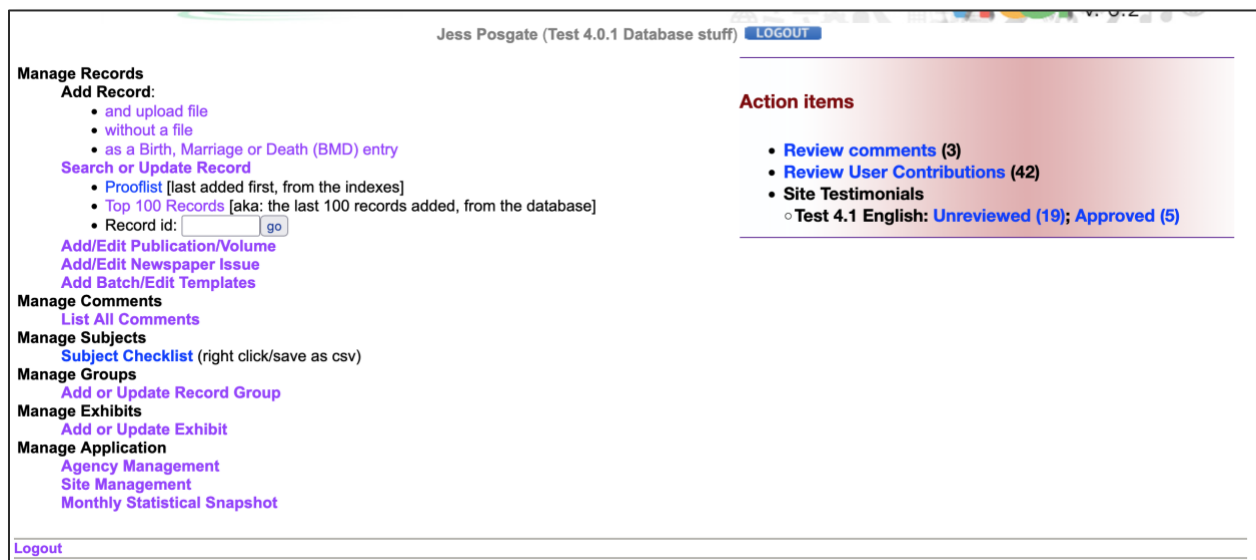 Jess Posgate (Test 4.0.1 Database stuff) LOGOUT
Manage Records
Add Record:
• and upload file
• without a file
• as a Birth, Marriage or Death (BMD) entry
Search or Update Record
• Prooflist [last added first, from the indexes]
• Top 100 Records [aka: the last 100 records added, from the database]
• Record id: go
Add/Edit Publication/Volume
Add/Edit Newspaper Issue
Add Batch/Edit Templates
Manage Comments
List All Comments
Manage Subjects
Subject Checklist (right click/save as csv)
Manage Groups
Add or Update Record Group
Manage Exhibits
Add or Update Exhibit
Manage Application
Agency Management
Site Management
Monthly Statistical Snapshot
Action items
• Review comments (3)
• Review User Contributions (42)
• Site Testimonials
○ Test 4.1 English: Unreviewed (19); Approved (5)
Logout